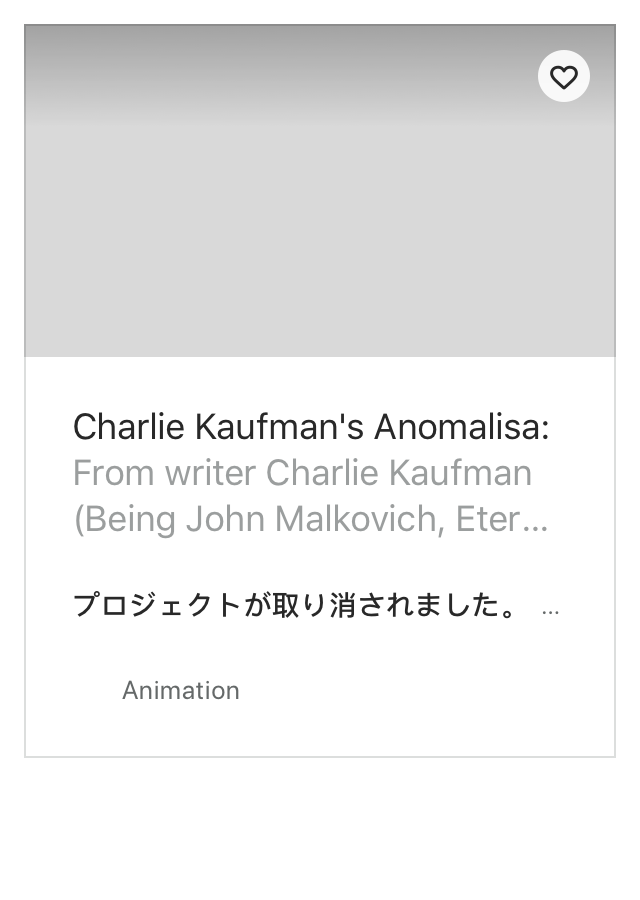 Charlie Kaufman's Anomalisa:
From writer Charlie Kaufman
(Being John Malkovich, Eter...
プロジェクトが取り消されました。 ...
Animation